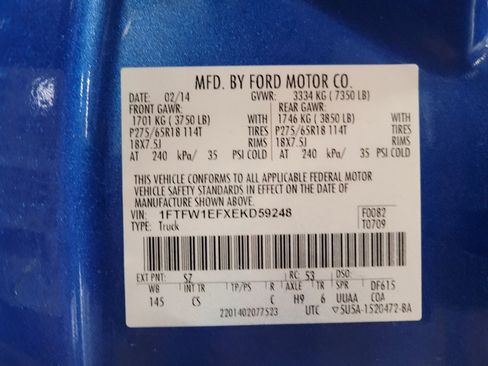 MFD. BY FORD MOTOR CO.
DATE: 02/14 GVWR: 3334 KG ( 7350 LB)
FRONT GAWR: REAR GAWR:
1701 KG ( 3750 LB) WITH 1746 KG ( 3850 LB) WITH
P275/65R18 114T TIRES P275/65R18 114T TIRES
18X7.5J RIMS 18X7.5J RIMS
AT 240 kPa/ 35 PSI COLD AT 240 kPa/ 35 PSI COLD
THIS VEHICLE CONFORMS TO ALL APPLICABLE FEDERAL MOTOR
VEHICLE SAFETY STANDARDS IN EFFECT ON THE DATE OF
MANUFACTURE SHOWN ABOVE.
VIN: 1FTFW1EFXEKD59248 F0082
TYPE: Truck T0709
EXT PNT: SZ RC: 53 DSO:
WB INT TR TP/PS R AXLE TR SPR DF615
145 CS C H9 6 UUAA COA
2201402077523 UTC ▽5U5A-1520472-BA